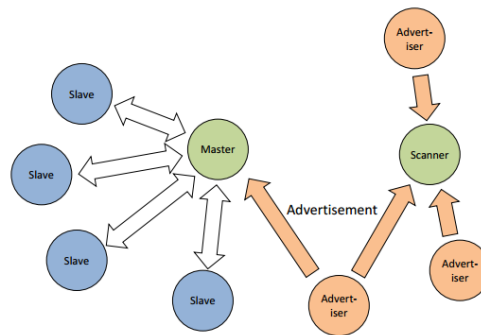 Advert-
iser
Slave
Master
Scanner
Slave
Advertisement
Slave
Advert-
iser
Slave
Advert-
iser